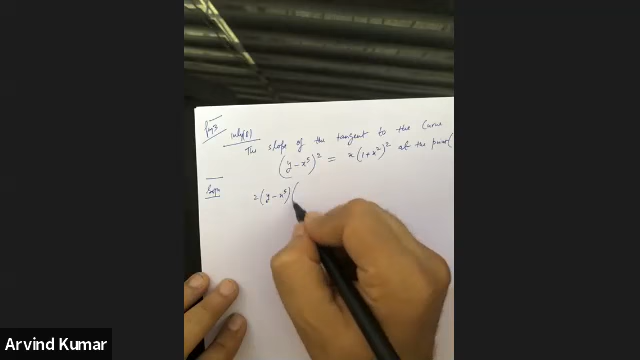 The slope of the tangent to the curve
(y - x⁵)² = x(1+x²)² at the point (
2(y - x⁵)(
Arvind Kumar